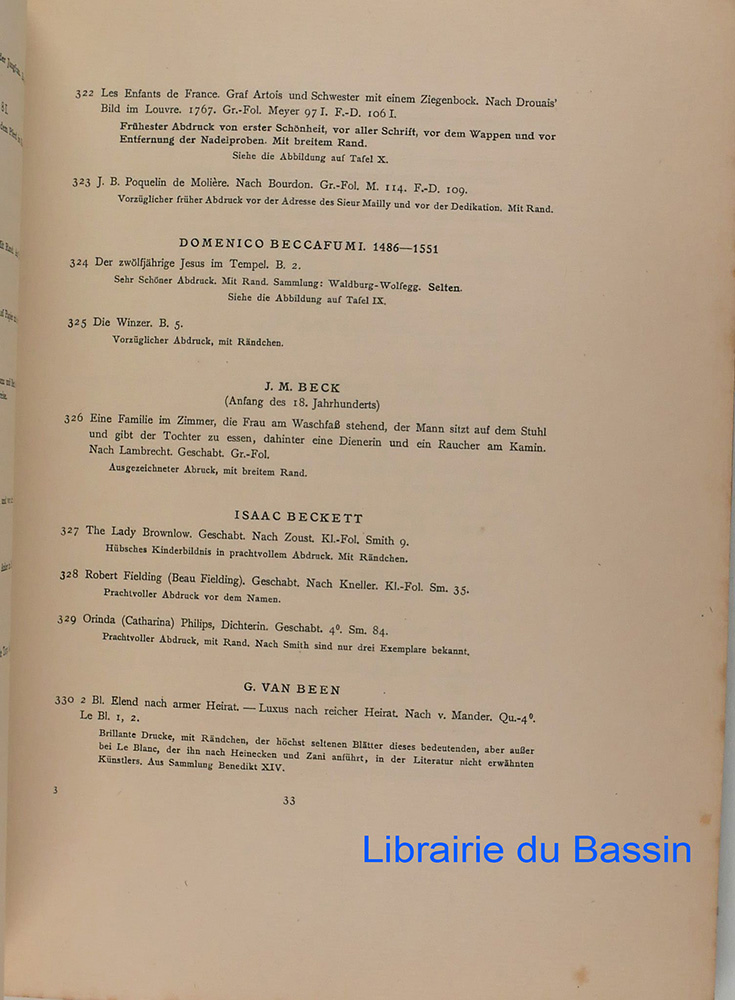 322 Les Enfants de France. Graf Artois und Schwester mit einem Ziegenbock. Nach Drouais'
Bild im Louvre. 1767. Gr.-Fol. Meyer 97 I. F.-D. 106 I.
Frühester Abdruck von erster Schönheit, vor aller Schrift, vor dem Wappen und vor
Entfernung der Nadelproben. Mit breitem Rand.
Siehe die Abbildung auf Tafel X.
323 J. B. Poquelin de Molière. Nach Bourdon. Gr.-Fol. M. 114. F.-D. 109.
Vorzüglicher früher Abdruck vor der Adresse des Sieur Mailly und vor der Dedikation. Mit Rand.
DOMENICO BECCAFUMI. 1486—1551
324 Der zwölfjährige Jesus im Tempel. B. 2.
Sehr Schöner Abdruck. Mit Rand. Sammlung: Waldburg-Wolfegg. Selten.
Siehe die Abbildung auf Tafel IX.
325 Die Winzer. B. 5.
Vorzüglicher Abdruck, mit Rändchen.
J. M. BECK
(Anfang des 18. Jahrhunderts)
326 Eine Familie im Zimmer, die Frau am Waschfaß stehend, der Mann sitzt auf dem Stuhl
und gibt der Tochter zu essen, dahinter eine Dienerin und ein Raucher am Kamin.
Nach Lambrecht. Geschabt. Gr.-Fol.
Ausgezeichneter Abruck, mit breitem Rand.
ISAAC BECKETT
327 The Lady Brownlow. Geschabt. Nach Zoust. Kl.-Fol. Smith 9.
Hübsches Kinderbildnis in prachtvollem Abdruck. Mit Rändchen.
328 Robert Fielding (Beau Fielding). Geschabt. Nach Kneller. Kl.-Fol. Sm. 35.
Prachtvoller Abdruck vor dem Namen.
329 Orinda (Catharina) Philips, Dichterin. Geschabt. 4⁰. Sm. 84.
Prachtvoller Abdruck, mit Rand. Nach Smith sind nur drei Exemplare bekannt.
G. VAN BEEN
330 2 Bl. Elend nach armer Heirat. — Luxus nach reicher Heirat. Nach v. Mander. Qu.-4⁰.
Le Bl. 1, 2.
Brillante Drucke, mit Rändchen, der höchst seltenen Blätter dieses bedeutenden, aber außer
bei Le Blanc, der ihn nach Heinecken und Zani anführt, in der Literatur nicht erwähnten
Künstlers. Aus Sammlung Benedikt XIV.
3
33
Librairie du Bassin